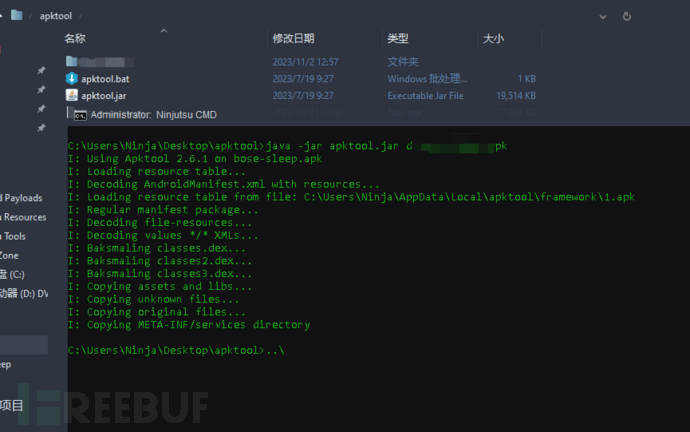 apktool
名称 修改日期 类型 大小
2023/11/2 12:57 文件夹
apktool.bat 2023/7/19 9:27 Windows 批处理... 1 KB
apktool.jar 2023/7/19 9:27 Executable Jar File 19,514 KB
Administrator: Ninjutsu CMD
C:\Users\Ninja\Desktop\apktool>java -jar apktool.jar d pk
I: Using Apktool 2.6.1 on bose-sleep.apk
I: Loading resource table...
I: Decoding AndroidManifest.xml with resources...
I: Loading resource table from file: C:\Users\Ninja\AppData\Local\apktool\framework\1.apk
I: Regular manifest package...
I: Decoding file-resources...
I: Decoding values */* XMLs...
I: Baksmaling classes.dex...
I: Baksmaling classes2.dex...
I: Baksmaling classes3.dex...
I: Copying assets and libs...
I: Copying unknown files...
I: Copying original files...
I: Copying META-INF/services directory
C:\Users\Ninja\Desktop\apktool>..\
d Payloads
n Resources
n Tools
Zone
盘 (C:)
动器 (D:) DV
eep
项目
FREEBUF